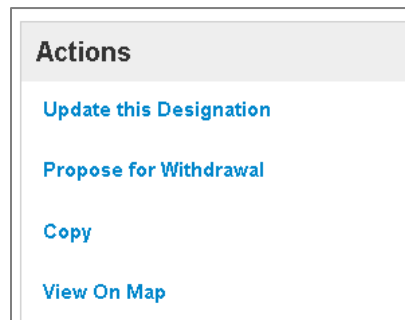 Actions
Update this Designation
Propose for Withdrawal
Copy
View On Map